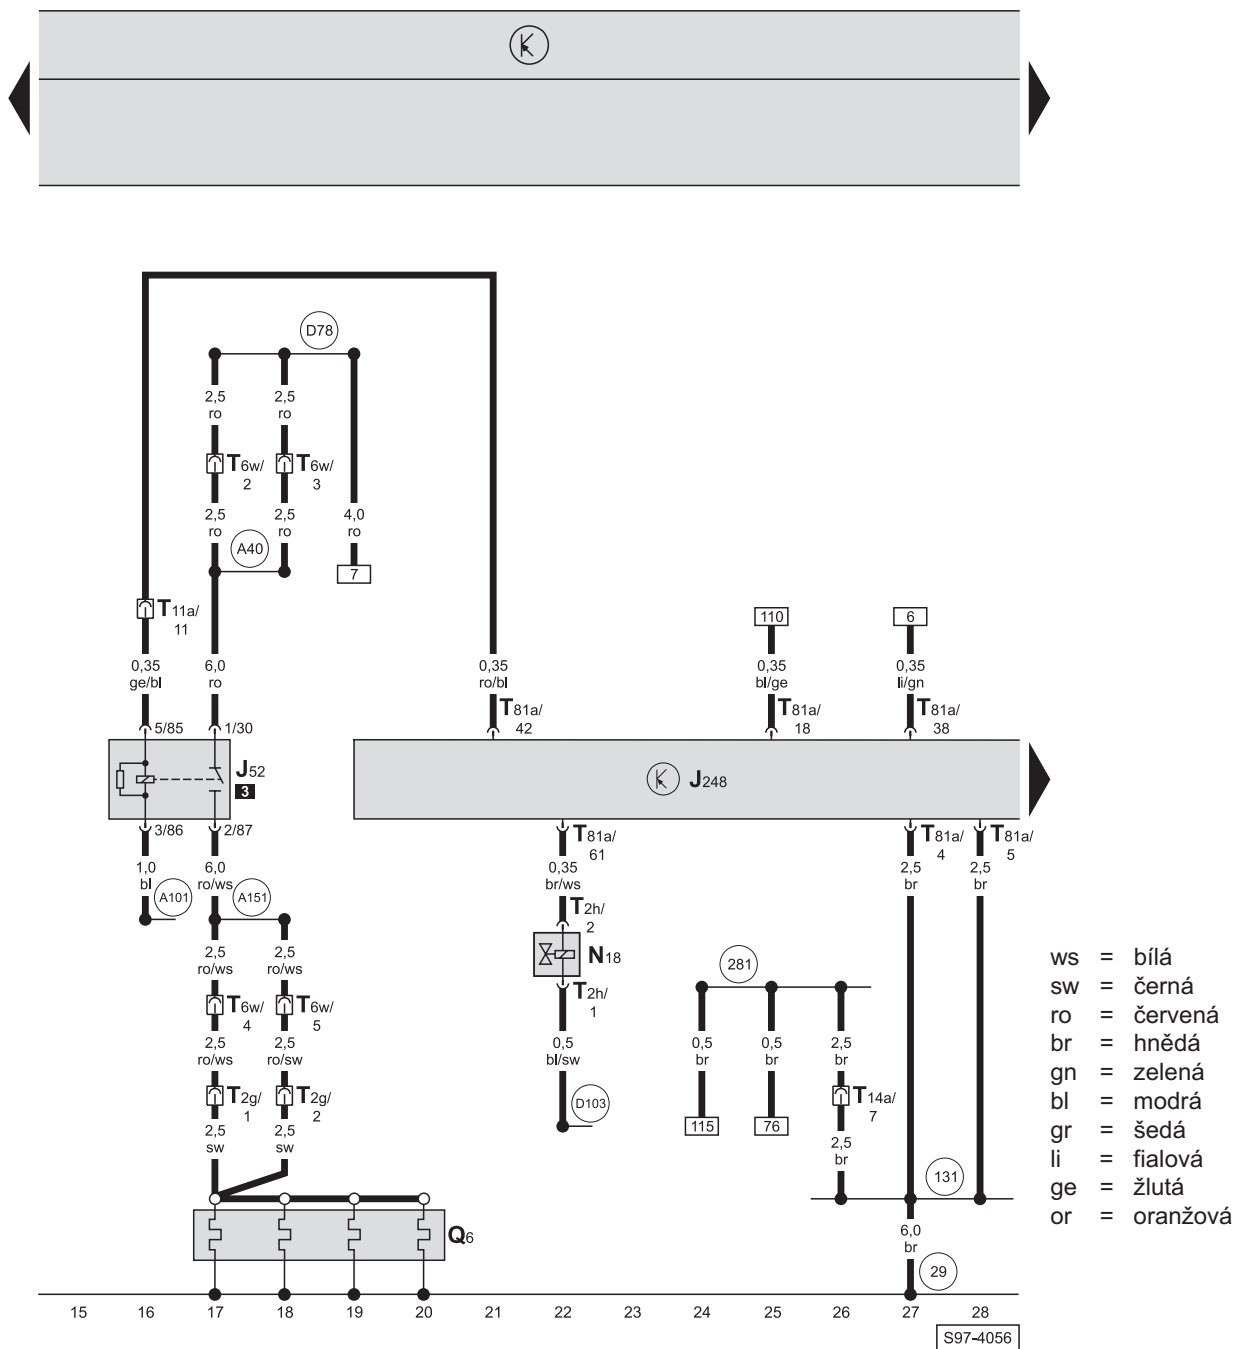 D78
2,5 2,5
ro ro
T6w/ T6w/
2 3
2,5 2,5 4,0
ro ro ro
A40
7
T11a/
11
110 6
0,35 6,0 0,35 0,35 0,35
ge/bl ro ro/bl bl/ge li/gn
T81a/ T81a/ T81a/
5/85 1/30 42 18 38
J52
3
J248
3/86 2/87 T81a/ T81a/ T81a/
61 4 5
1,0 6,0 0,35 2,5 2,5
bl ro/ws br/ws br br
A101 A151
T2h/
2
2,5 2,5
ro/ws ro/ws
N18
281
T6w/ T6w/ T2h/
4 5 1
2,5 2,5 0,5 0,5 0,5 2,5
ro/ws ro/sw bl/sw br br br
T2g/ T2g/ D103 T14a/
1 2 7
115 76
2,5 2,5 2,5
sw sw br
131
Q6
6,0
br
29
15 16 17 18 19 20 21 22 23 24 25 26 27 28
S97-4056
ws = bílá
sw = černá
ro = červená
br = hnědá
gn = zelená
bl = modrá
gr = šedá
li = fialová
ge = žlutá
or = oranžová